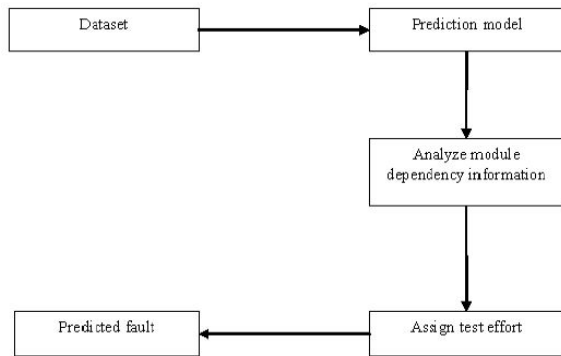 Dataset
Prediction model
Analyze module
dependency information
Assign test effort
Predicted fault